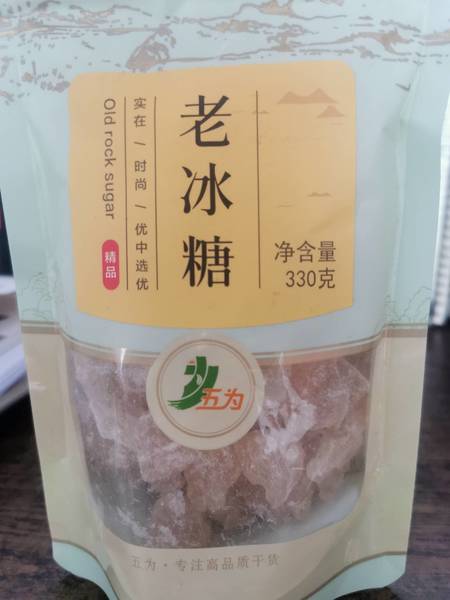 老冰糖
实在/时尚/优中选优
Old rock sugar
精品
净含量
330克
五为
五为·专注高品质干货